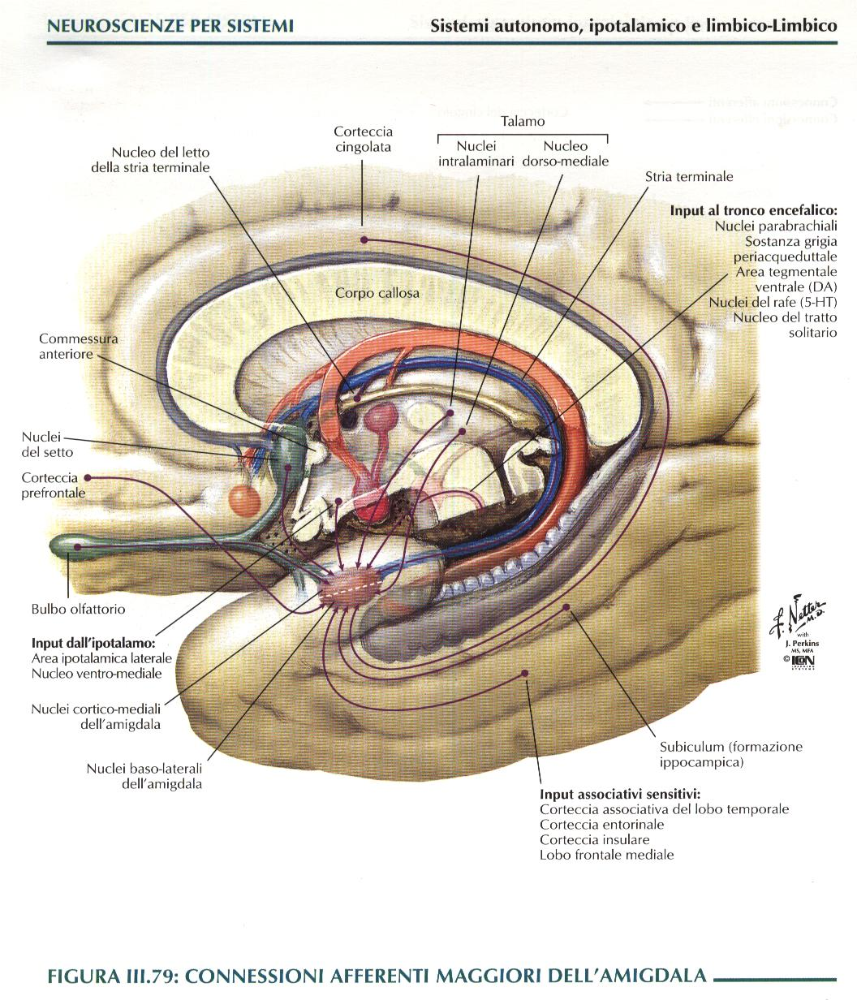 NEUROSCIENZE PER SISTEMI
Sistemi autonomo, ipotalamico e limbico-Limbico
Talamo
Corteccia
cingolata
Nuclei
intralaminari
Nucleo
dorso-mediale
Nucleo del letto
della stria terminale
Stria terminale
Input al tronco encefalico:
Nuclei parabrachiali
Sostanza grigia
periacqueduttale
Area tegmentale
ventrale (DA)
Nuclei del rafe (5-HT)
Nucleo del tratto
solitario
Corpo callosa
Commessura
anteriore
Nuclei
del setto
Corteccia
prefrontale
Bulbo olfattorio
Input dall'ipotalamo:
Area ipotalamica laterale
Nucleo ventro-mediale
Nuclei cortico-mediali
dell'amigdala
Nuclei baso-laterali
dell'amigdala
F. Netter
M.D.
with
J. Perkins
MS, MFA
© ICON
Subiculum (formazione
ippocampica)
Input associativi sensitivi:
Corteccia associativa del lobo temporale
Corteccia entorinale
Corteccia insulare
Lobo frontale mediale
FIGURA III.79: CONNESSIONI AFFERENTI MAGGIORI DELL'AMIGDALA